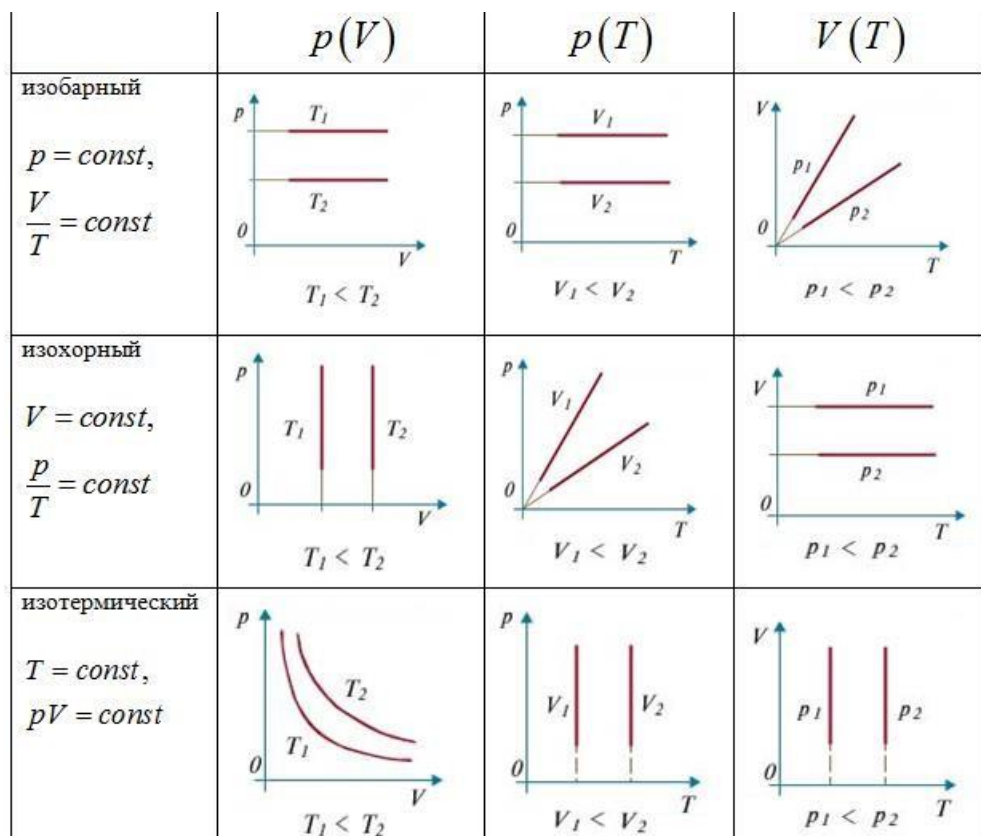 p(V) p(T) V(T)
изобарный
p = const,
V/T = const
p T₁ T₂ 0 V
T₁ < T₂
p V₁ V₂ 0 T
V₁ < V₂
V p₁ p₂ 0 T
p₁ < p₂
изохорный
V = const,
p/T = const
p T₁ T₂ 0 V
T₁ < T₂
p V₁ V₂ 0 T
V₁ < V₂
V p₁ p₂ 0 T
p₁ < p₂
изотермический
T = const,
pV = const
p T₂ T₁ 0 V
T₁ < T₂
p V₁ V₂ 0 T
V₁ < V₂
V p₁ p₂ 0 T
p₁ < p₂